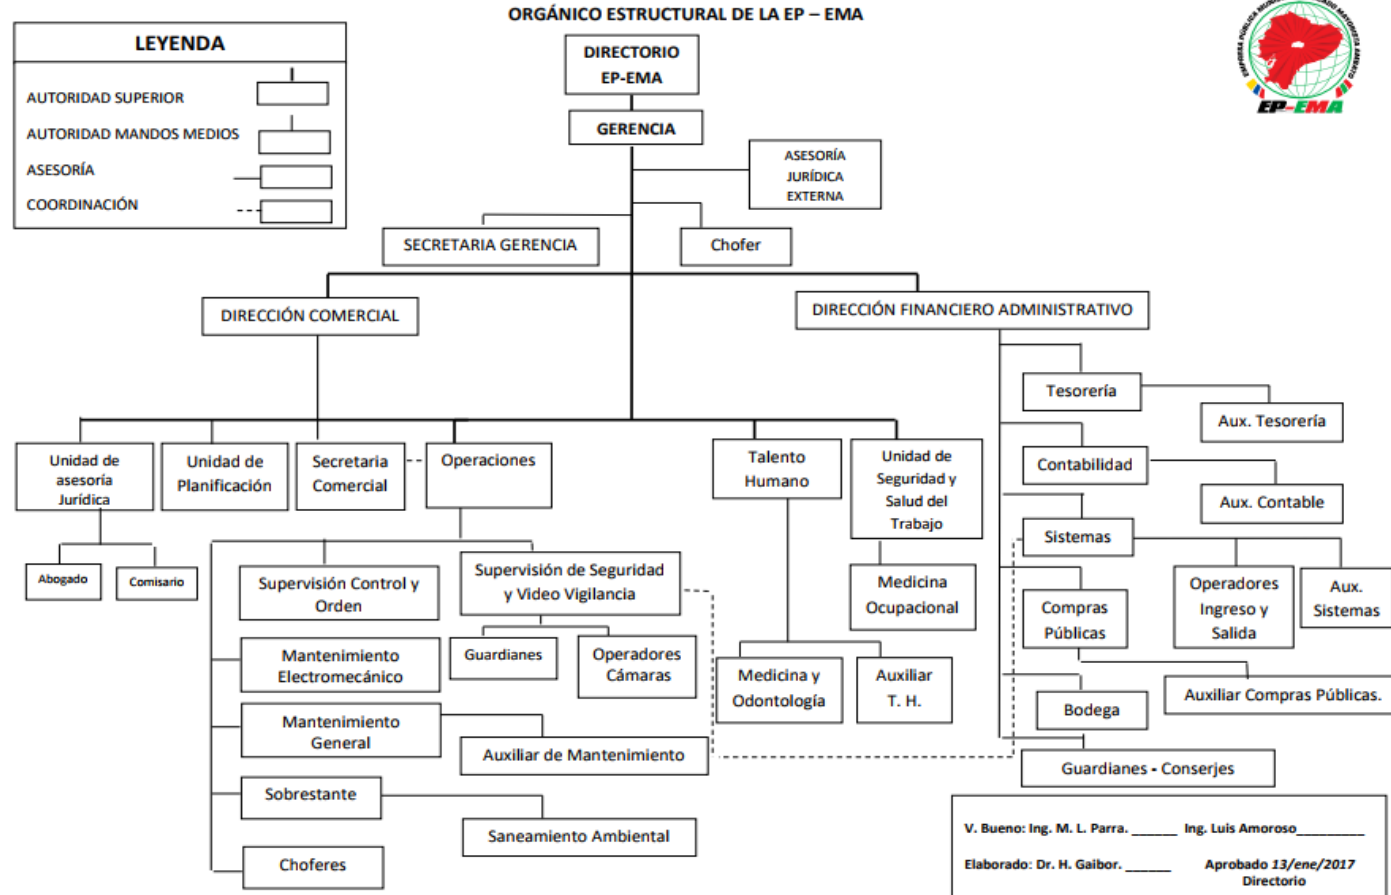 ORGÁNICO ESTRUCTURAL DE LA EP – EMA
LEYENDA
AUTORIDAD SUPERIOR
AUTORIDAD MANDOS MEDIOS
ASESORÍA
COORDINACIÓN
DIRECTORIO
EP-EMA
GERENCIA
EP-EMA
ASESORÍA
JURÍDICA
EXTERNA
SECRETARIA GERENCIA
Chofer
DIRECCIÓN COMERCIAL
DIRECCIÓN FINANCIERO ADMINISTRATIVO
Unidad de
asesoría
Jurídica
Unidad de
Planificación
Secretaria
Comercial
Operaciones
Talento
Humano
Unidad de
Seguridad y
Salud del
Trabajo
Abogado
Comisario
Supervisión Control y
Orden
Supervisión de Seguridad
y Video Vigilancia
Guardianes
Operadores
Cámaras
Mantenimiento
Electromecánico
Mantenimiento
General
Auxiliar de Mantenimiento
Sobrestante
Saneamiento Ambiental
Choferes
Medicina
Ocupacional
Medicina y
Odontología
Auxiliar
T. H.
Tesorería
Aux. Tesorería
Contabilidad
Aux. Contable
Sistemas
Operadores
Ingreso y
Salida
Aux.
Sistemas
Compras
Públicas
Auxiliar Compras Públicas.
Bodega
Guardianes - Conserjes
V. Bueno: Ing. M. L. Parra. ______ Ing. Luis Amoroso_________
Elaborado: Dr. H. Gaibor. ______ Aprobado 13/ene/2017
Directorio